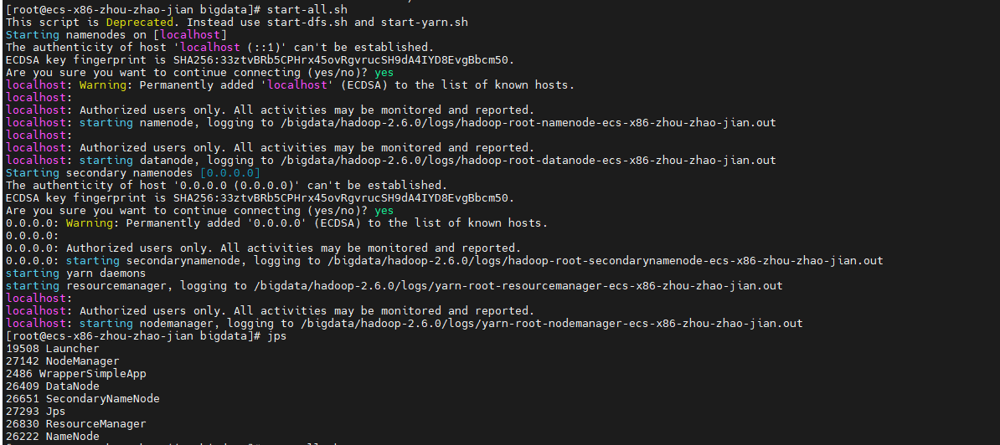 [root@ecs-x86-zhou-zhao-jian bigdata]# start-all.sh
This script is Deprecated. Instead use start-dfs.sh and start-yarn.sh
Starting namenodes on [localhost]
The authenticity of host 'localhost (::1)' can't be established.
ECDSA key fingerprint is SHA256:33ztvBRb5CPHrx45ovRgvrucSH9dA4IYD8EvgBbcm50.
Are you sure you want to continue connecting (yes/no)? yes
localhost: Warning: Permanently added 'localhost' (ECDSA) to the list of known hosts.
localhost:
localhost: Authorized users only. All activities may be monitored and reported.
localhost: starting namenode, logging to /bigdata/hadoop-2.6.0/logs/hadoop-root-namenode-ecs-x86-zhou-zhao-jian.out
localhost:
localhost: Authorized users only. All activities may be monitored and reported.
localhost: starting datanode, logging to /bigdata/hadoop-2.6.0/logs/hadoop-root-datanode-ecs-x86-zhou-zhao-jian.out
Starting secondary namenodes [0.0.0.0]
The authenticity of host '0.0.0.0 (0.0.0.0)' can't be established.
ECDSA key fingerprint is SHA256:33ztvBRb5CPHrx45ovRgvrucSH9dA4IYD8EvgBbcm50.
Are you sure you want to continue connecting (yes/no)? yes
0.0.0.0: Warning: Permanently added '0.0.0.0' (ECDSA) to the list of known hosts.
0.0.0.0:
0.0.0.0: Authorized users only. All activities may be monitored and reported.
0.0.0.0: starting secondarynamenode, logging to /bigdata/hadoop-2.6.0/logs/hadoop-root-secondarynamenode-ecs-x86-zhou-zhao-jian.out
starting yarn daemons
starting resourcemanager, logging to /bigdata/hadoop-2.6.0/logs/yarn-root-resourcemanager-ecs-x86-zhou-zhao-jian.out
localhost:
localhost: Authorized users only. All activities may be monitored and reported.
localhost: starting nodemanager, logging to /bigdata/hadoop-2.6.0/logs/yarn-root-nodemanager-ecs-x86-zhou-zhao-jian.out
[root@ecs-x86-zhou-zhao-jian bigdata]# jps
19508 Launcher
27142 NodeManager
2486 WrapperSimpleApp
26409 DataNode
26651 SecondaryNameNode
27293 Jps
26830 ResourceManager
26222 NameNode